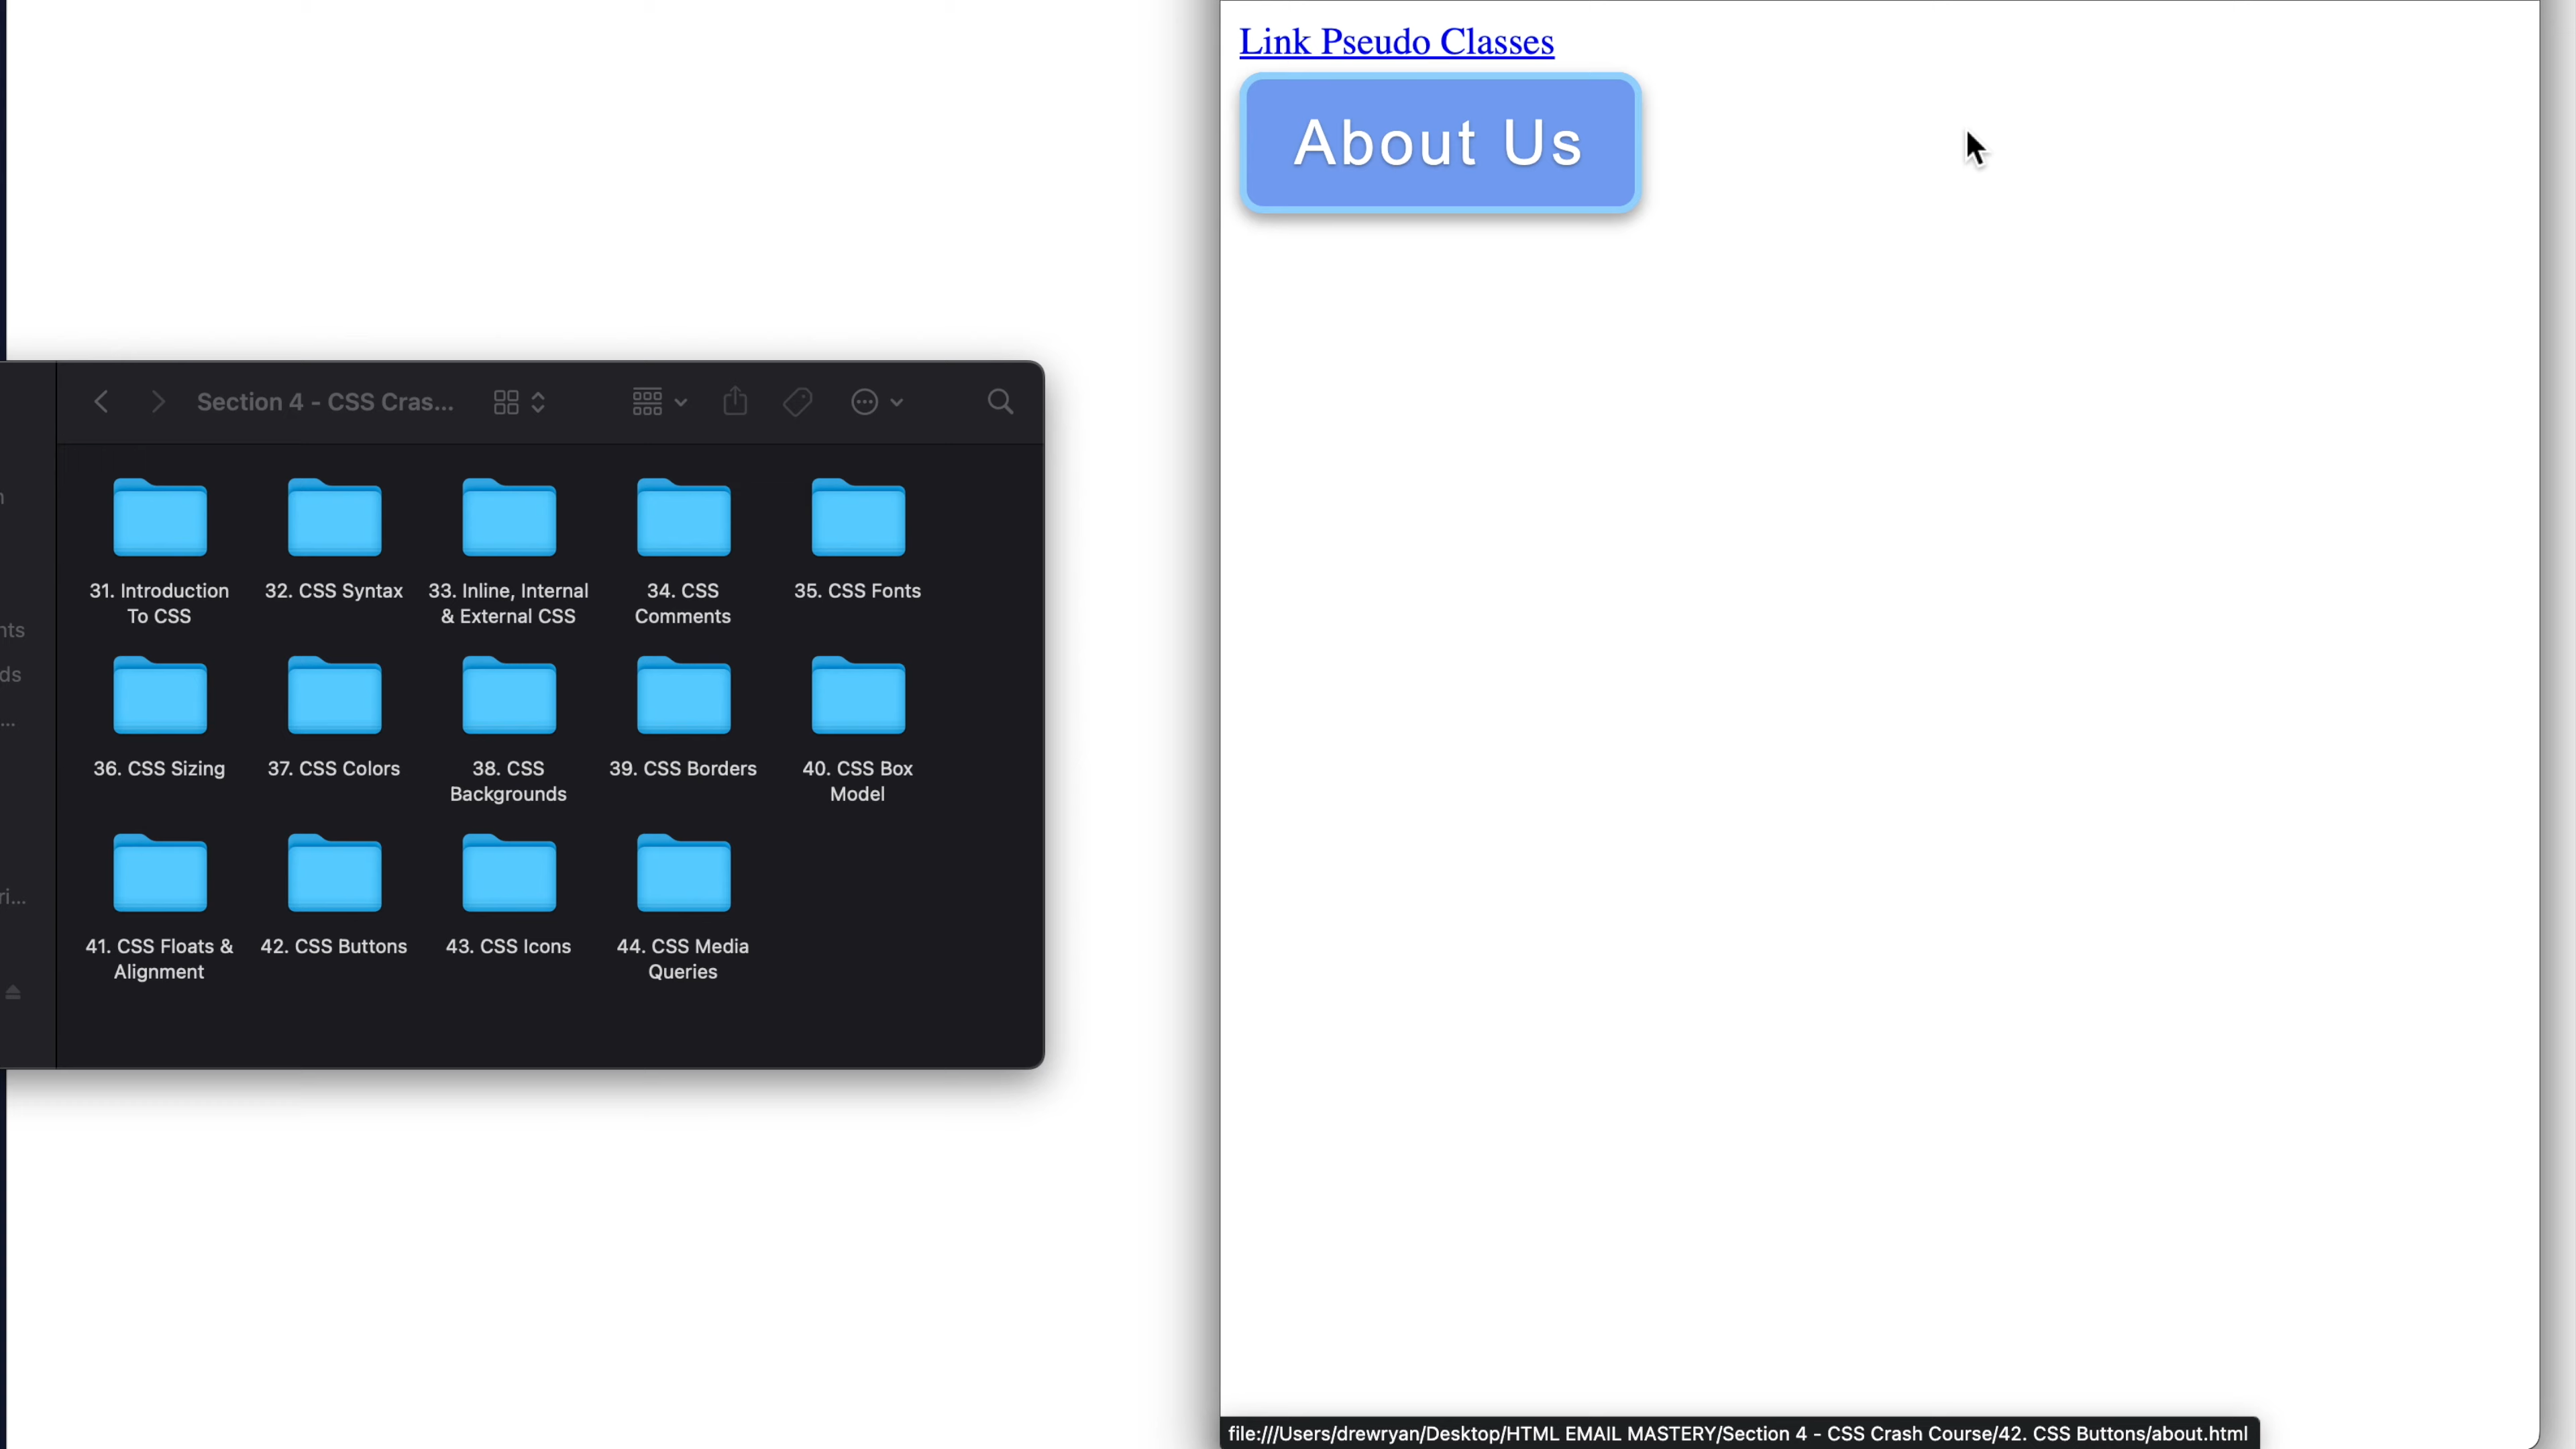 Link Pseudo Classes
About Us
Section 4 - CSS Cras...
31. Introduction
To CSS
32. CSS Syntax
33. Inline, Internal
& External CSS
34. CSS
Comments
35. CSS Fonts
36. CSS Sizing
37. CSS Colors
38. CSS
Backgrounds
39. CSS Borders
40. CSS Box
Model
41. CSS Floats &
Alignment
42. CSS Buttons
43. CSS Icons
44. CSS Media
Queries
file:///Users/drewryan/Desktop/HTML EMAIL MASTERY/Section 4 - CSS Crash Course/42. CSS Buttons/about.html